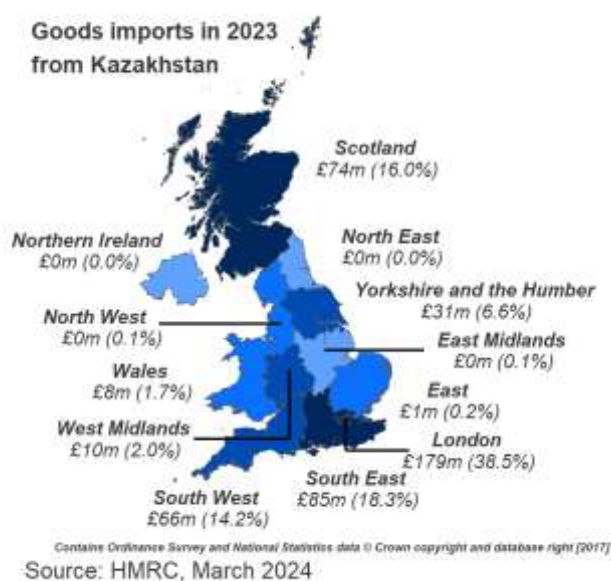 Goods imports in 2023
from Kazakhstan
Scotland
£74m (16.0%)
Northern Ireland
£0m (0.0%)
North East
£0m (0.0%)
Yorkshire and the Humber
£31m (6.6%)
North West
£0m (0.1%)
East Midlands
£0m (0.1%)
Wales
£8m (1.7%)
East
£1m (0.2%)
West Midlands
£10m (2.0%)
London
£179m (38.5%)
South East
£85m (18.3%)
South West
£66m (14.2%)
Contains Ordinance Survey and National Statistics data © Crown copyright and database right [2017]
Source: HMRC, March 2024